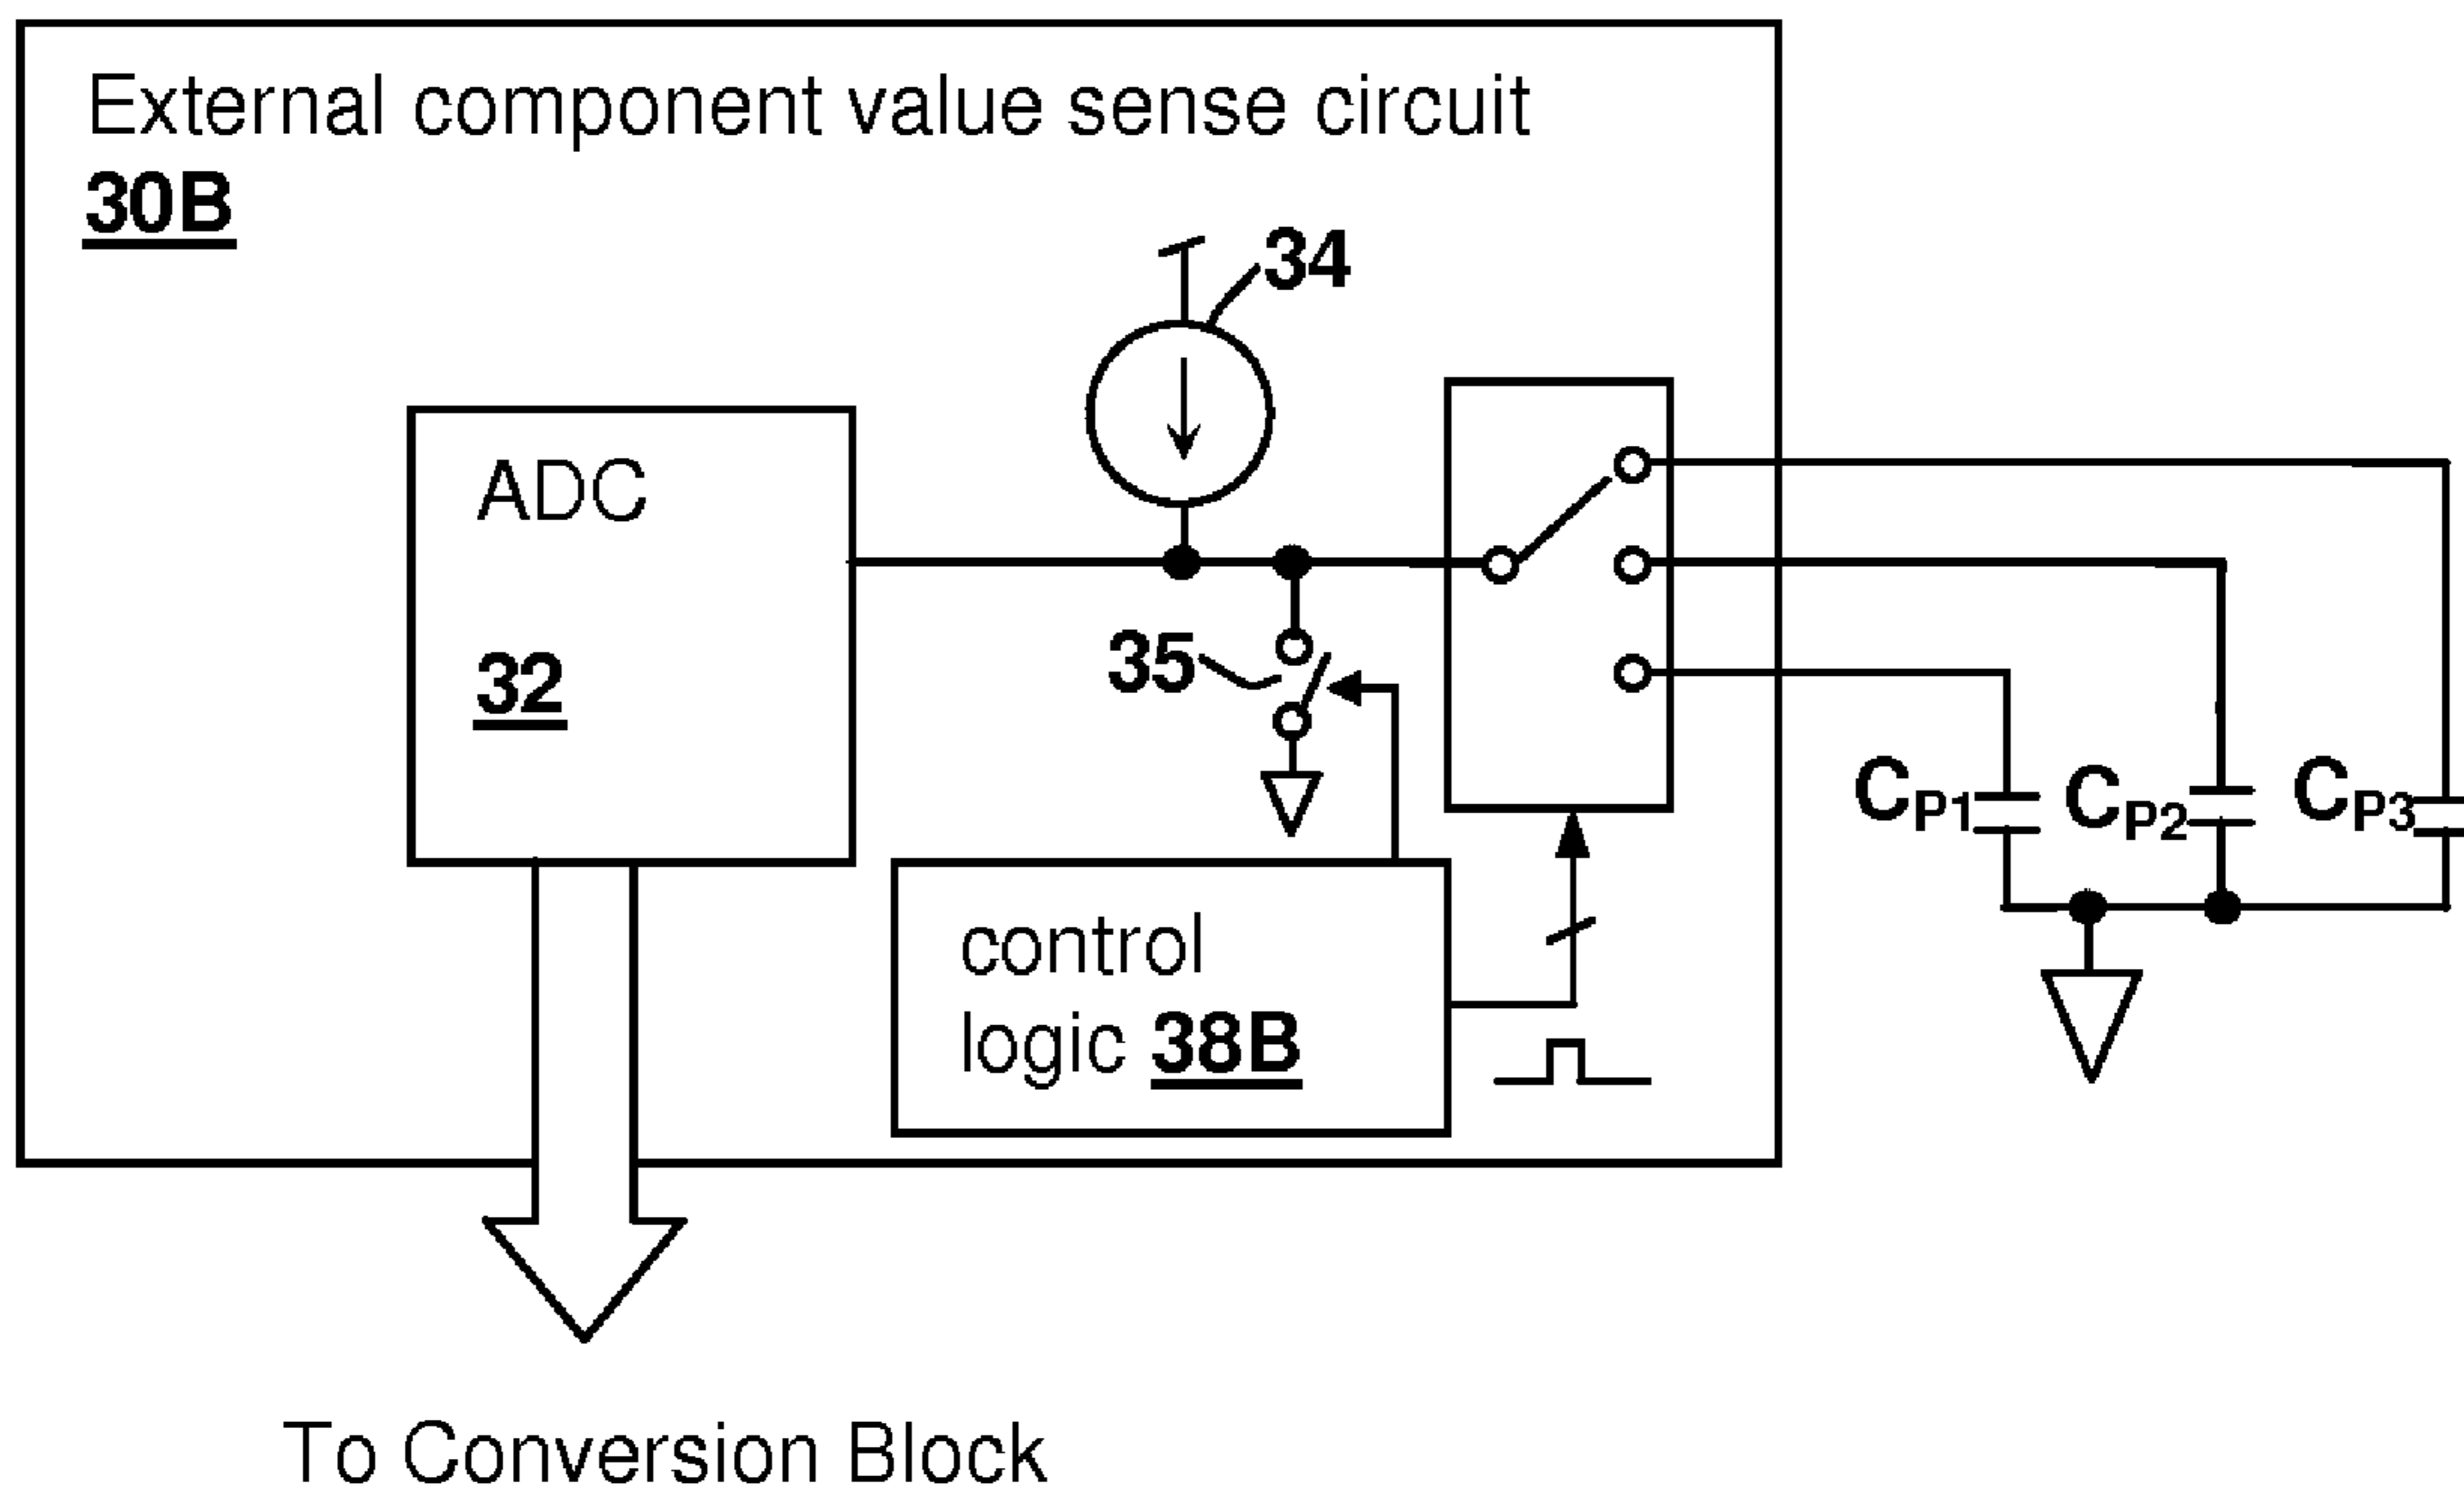 External component value sense circuit
30B
34
ADC
32
35
CP1
CP2
CP3
control
logic 38B
To Conversion Block